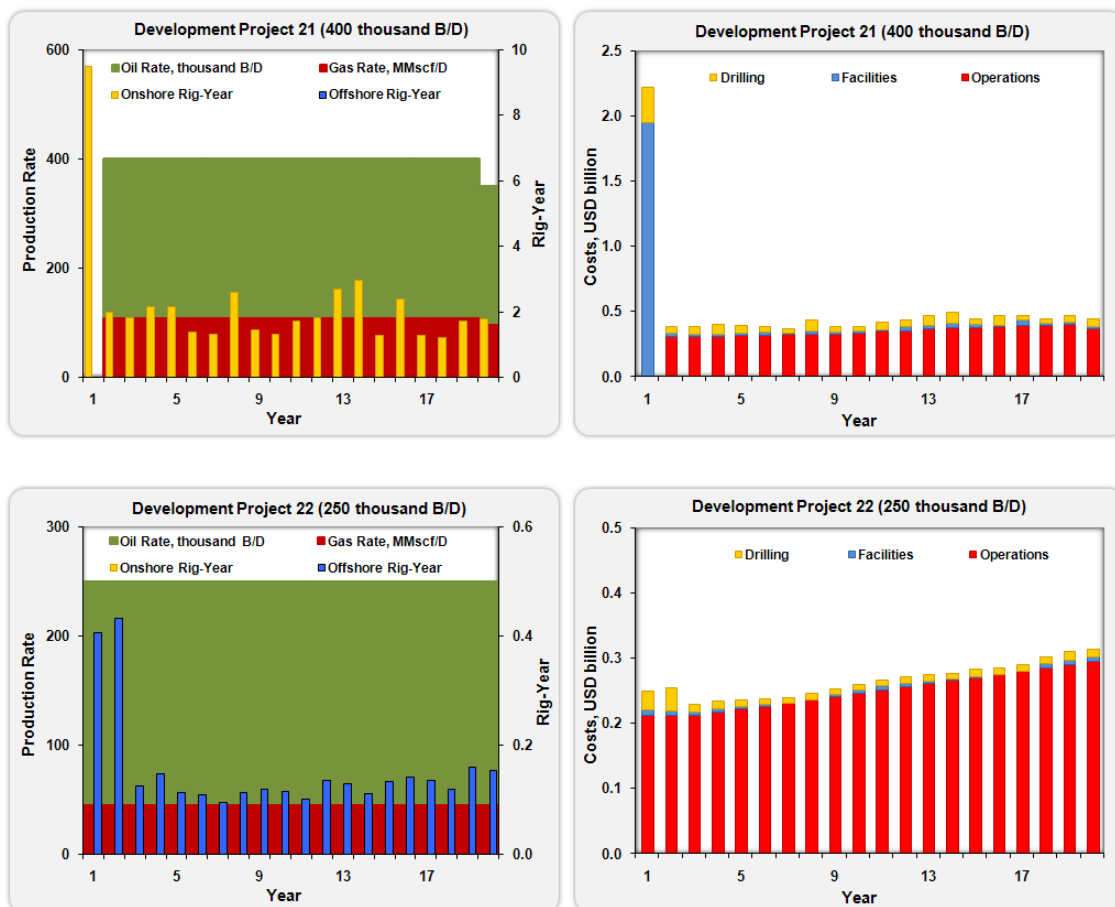 Development Project 21 (400 thousand B/D)
600
400
200
0
Production Rate
Oil Rate, thousand B/D
Gas Rate, MMscf/D
Onshore Rig-Year
Offshore Rig-Year
10
8
6
4
2
0
Rig-Year
1 5 9 13 17
Year
Development Project 21 (400 thousand B/D)
2.5
2.0
1.5
1.0
0.5
0.0
Costs, USD billion
Drilling
Facilities
Operations
1 5 9 13 17
Year
Development Project 22 (250 thousand B/D)
300
200
100
0
Production Rate
Oil Rate, thousand B/D
Gas Rate, MMscf/D
Onshore Rig-Year
Offshore Rig-Year
0.6
0.4
0.2
0.0
Rig-Year
1 5 9 13 17
Year
Development Project 22 (250 thousand B/D)
0.5
0.4
0.3
0.2
0.1
0.0
Costs, USD billion
Drilling
Facilities
Operations
1 5 9 13 17
Year